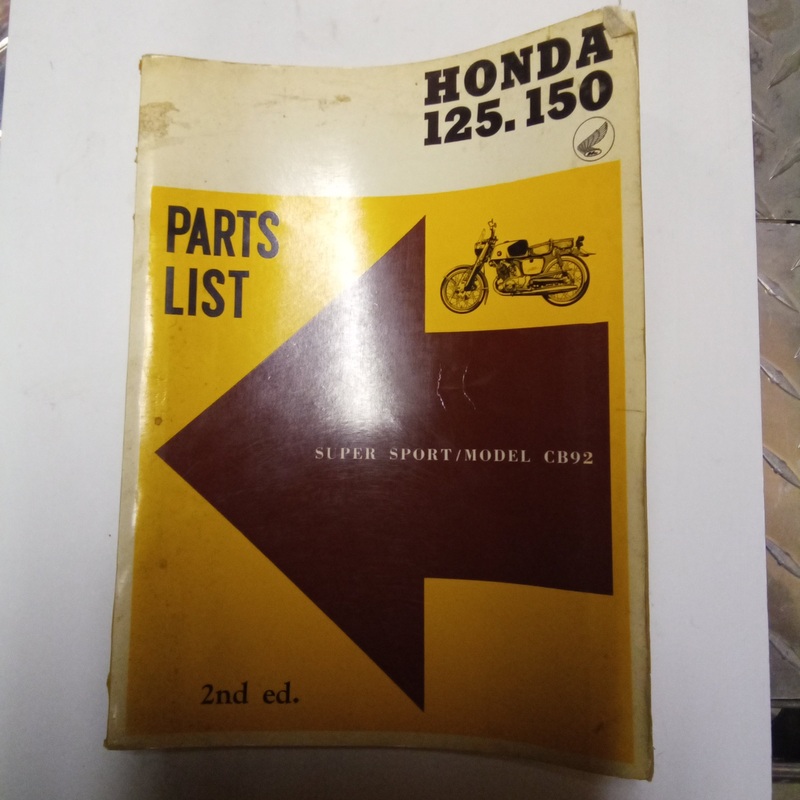 HONDA
125.150
PARTS
LIST
SUPER SPORT/MODEL CB92
2nd ed.